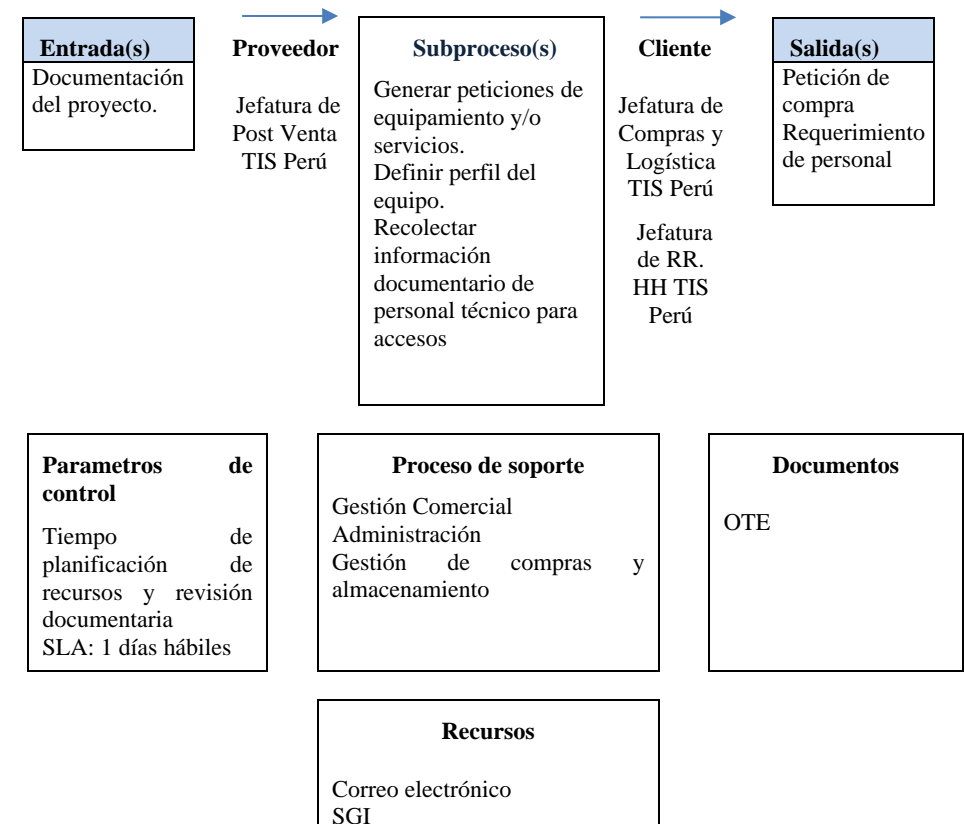 Entrada(s)
Documentación
del proyecto.
Proveedor
Jefatura de
Post Venta
TIS Perú
Subproceso(s)
Generar peticiones de
equipamiento y/o
servicios.
Definir perfil del
equipo.
Recolectar
información
documentario de
personal técnico para
accesos
Cliente
Jefatura de
Compras y
Logística
TIS Perú
Jefatura
de RR.
HH TIS
Perú
Salida(s)
Petición de
compra
Requerimiento
de personal
Parametros de
control
Tiempo de
planificación de
recursos y revisión
documentaria
SLA: 1 días hábiles
Proceso de soporte
Gestión Comercial
Administración
Gestión de compras y
almacenamiento
Documentos
OTE
Recursos
Correo electrónico
SGI